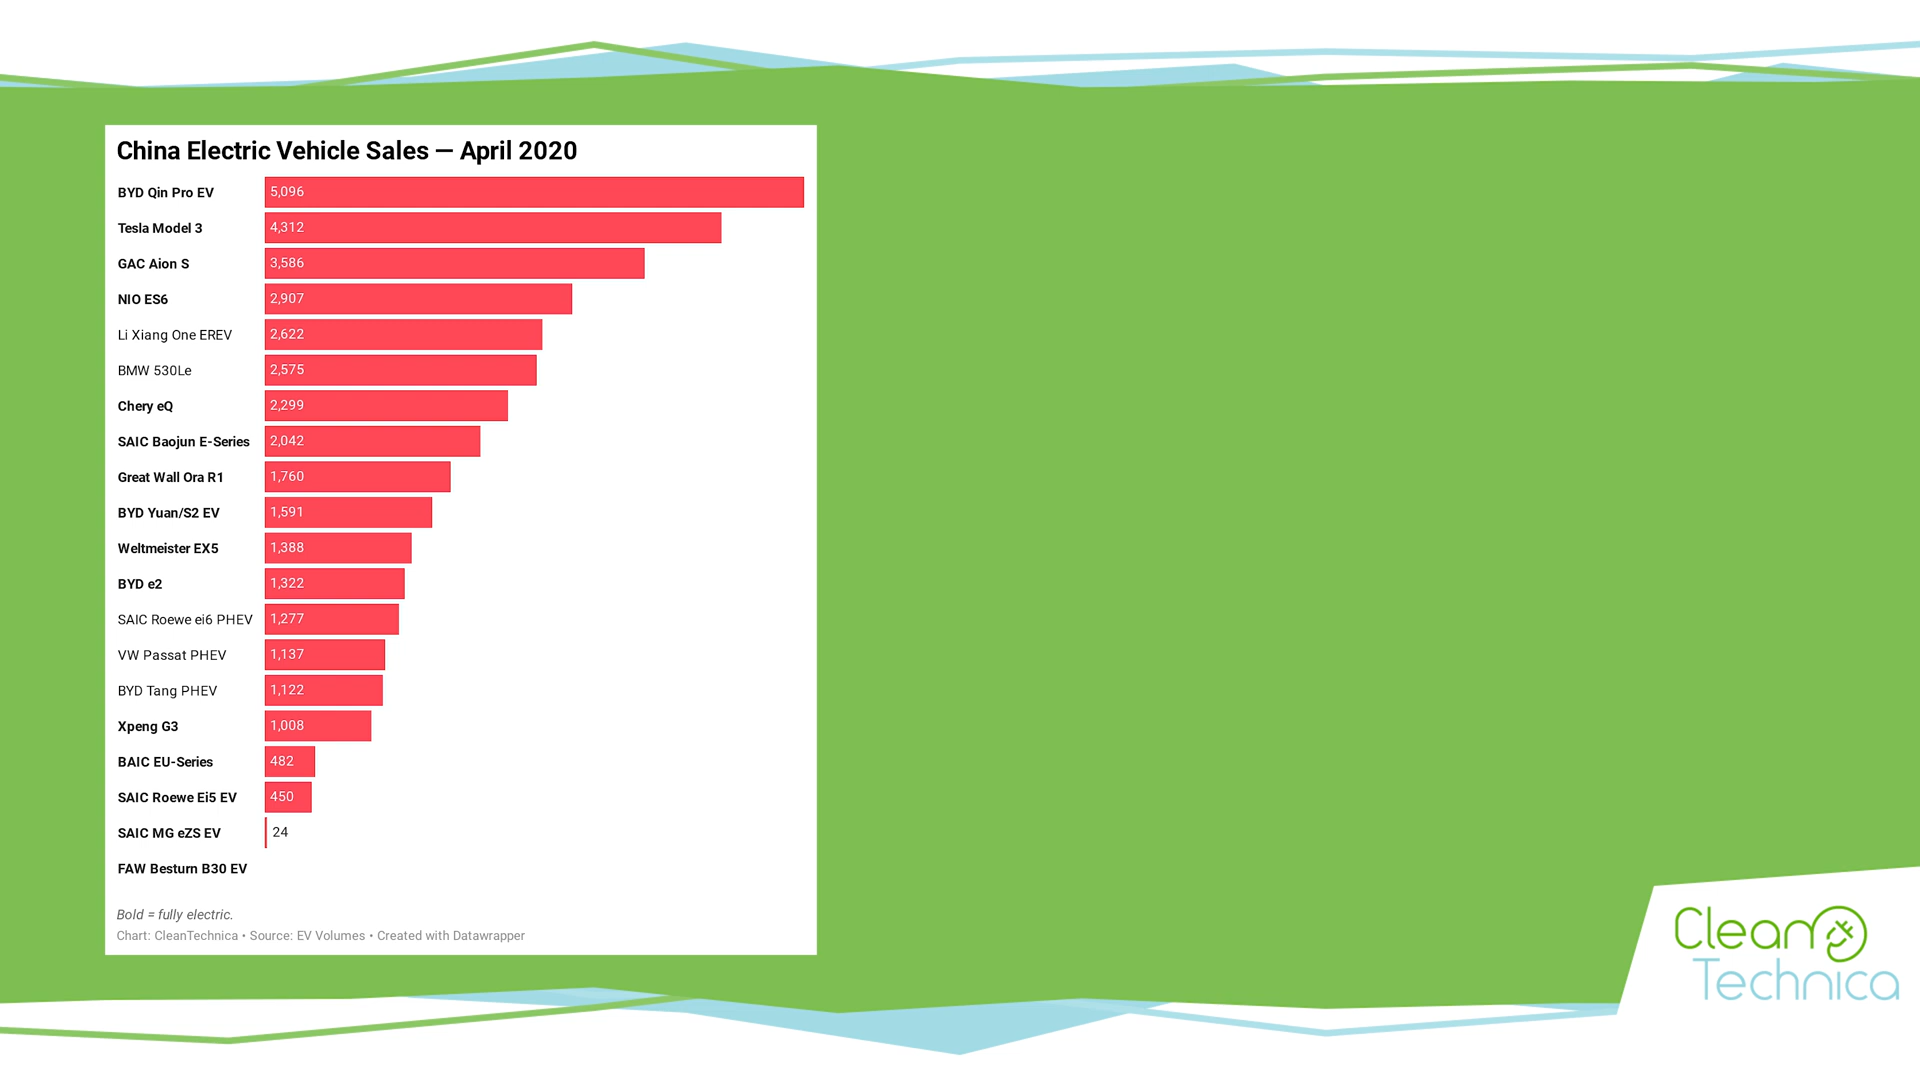 China Electric Vehicle Sales — April 2020
BYD Qin Pro EV 5,096
Tesla Model 3 4,312
GAC Aion S 3,586
NIO ES6 2,907
Li Xiang One EREV 2,622
BMW 530Le 2,575
Chery eQ 2,299
SAIC Baojun E-Series 2,042
Great Wall Ora R1 1,760
BYD Yuan/S2 EV 1,591
Weltmeister EX5 1,388
BYD e2 1,322
SAIC Roewe ei6 PHEV 1,277
VW Passat PHEV 1,137
BYD Tang PHEV 1,122
Xpeng G3 1,008
BAIC EU-Series 482
SAIC Roewe Ei5 EV 450
SAIC MG eZS EV 24
FAW Besturn B30 EV
Bold = fully electric.
Chart: CleanTechnica • Source: EV Volumes • Created with Datawrapper
Clean
Technica